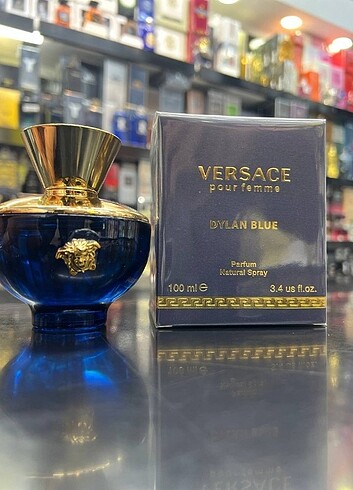 VERSACE
pour femme
DYLAN BLUE
Parfum
Natural Spray
100 ml ℮ 3.4 us fl.oz.